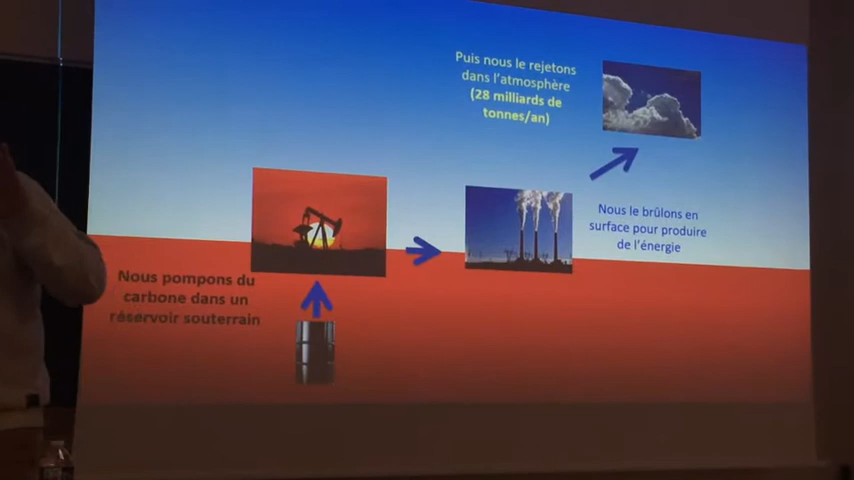 Puis nous le rejetons
dans l'atmosphère
(28 milliards de
tonnes/an)
Nous le brûlons en
surface pour produire
de l'énergie
Nous pompons du
carbone dans un
réservoir souterrain